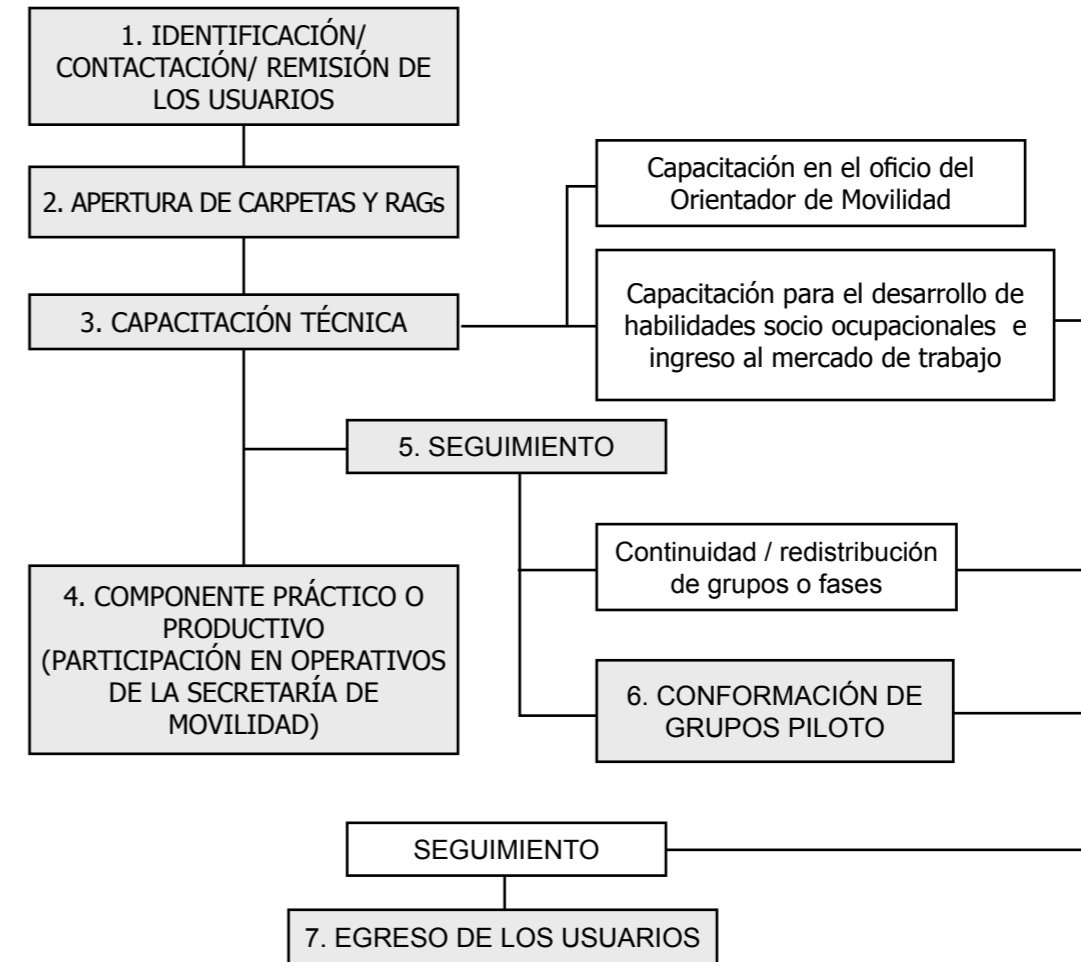 1. IDENTIFICACIÓN/
CONTACTACIÓN/ REMISIÓN DE
LOS USUARIOS
2. APERTURA DE CARPETAS Y RAGs
3. CAPACITACIÓN TÉCNICA
Capacitación en el oficio del
Orientador de Movilidad
Capacitación para el desarrollo de
habilidades socio ocupacionales e
ingreso al mercado de trabajo
5. SEGUIMIENTO
Continuidad / redistribución
de grupos o fases
4. COMPONENTE PRÁCTICO O
PRODUCTIVO
(PARTICIPACIÓN EN OPERATIVOS
DE LA SECRETARÍA DE
MOVILIDAD)
6. CONFORMACIÓN DE
GRUPOS PILOTO
SEGUIMIENTO
7. EGRESO DE LOS USUARIOS